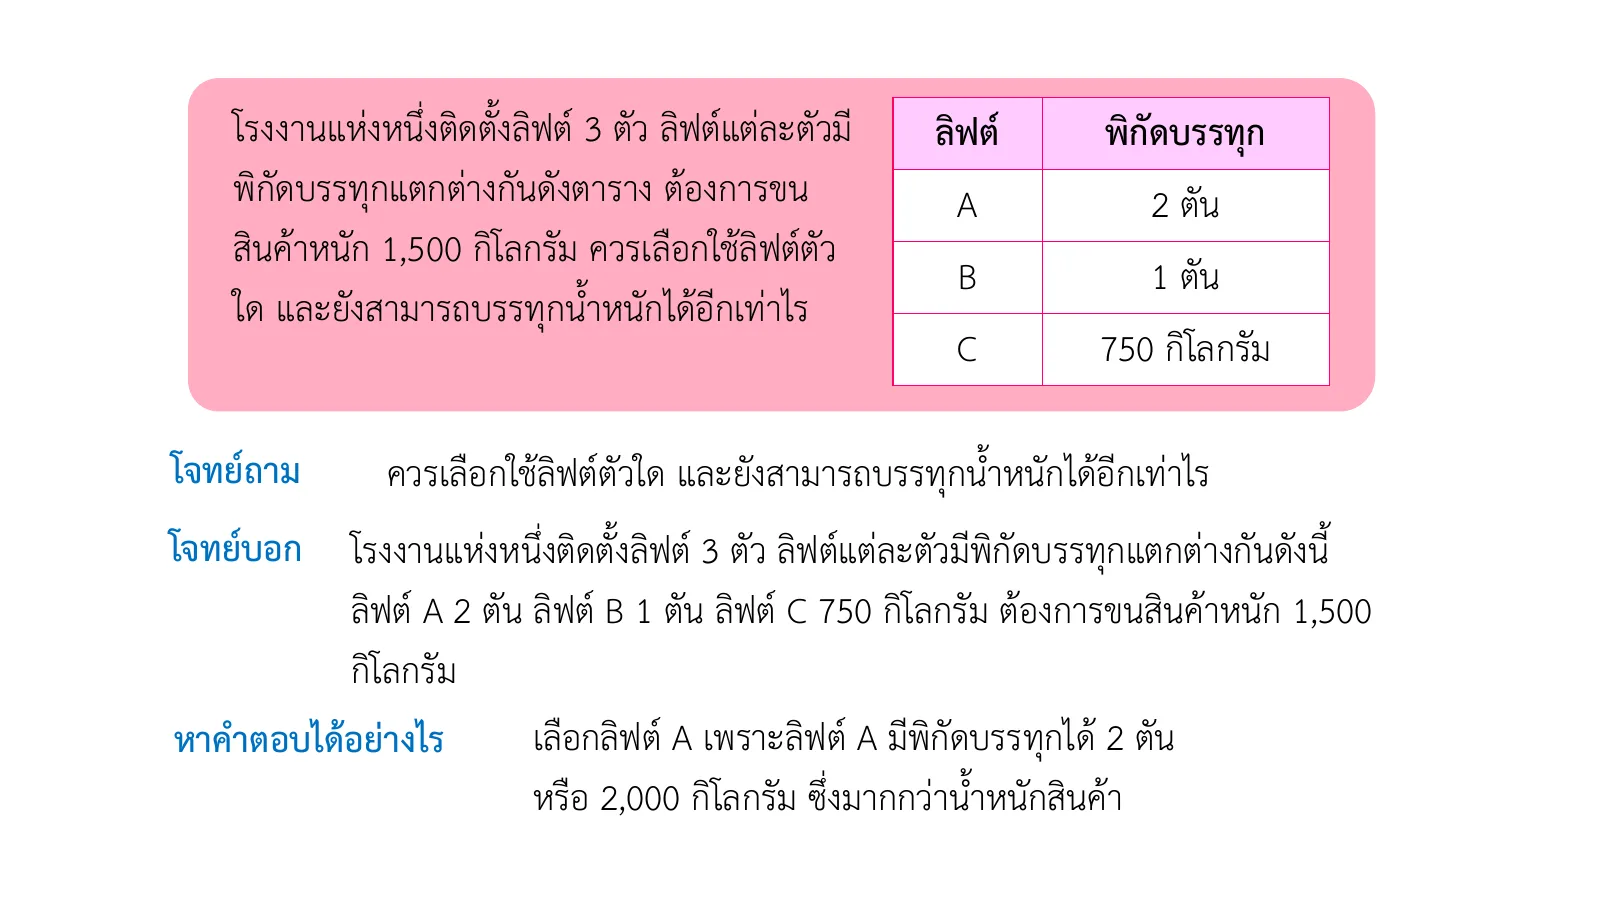 โรงงานแห่งหนึ่งติดตั้งลิฟต์ 3 ตัว ลิฟต์แต่ละตัวมี
พิกัดบรรทุกแตกต่างกันดังตาราง ต้องการขน
สินค้าหนัก 1,500 กิโลกรัม ควรเลือกใช้ลิฟต์ตัว
ใด และยังสามารถบรรทุกน้ำหนักได้อีกเท่าไร
ลิฟต์ พิกัดบรรทุก
A 2 ตัน
B 1 ตัน
C 750 กิโลกรัม
โจทย์ถาม ควรเลือกใช้ลิฟต์ตัวใด และยังสามารถบรรทุกน้ำหนักได้อีกเท่าไร
โจทย์บอก โรงงานแห่งหนึ่งติดตั้งลิฟต์ 3 ตัว ลิฟต์แต่ละตัวมีพิกัดบรรทุกแตกต่างกันดังนี้
ลิฟต์ A 2 ตัน ลิฟต์ B 1 ตัน ลิฟต์ C 750 กิโลกรัม ต้องการขนสินค้าหนัก 1,500
กิโลกรัม
หาคำตอบได้อย่างไร เลือกลิฟต์ A เพราะลิฟต์ A มีพิกัดบรรทุกได้ 2 ตัน
หรือ 2,000 กิโลกรัม ซึ่งมากกว่าน้ำหนักสินค้า